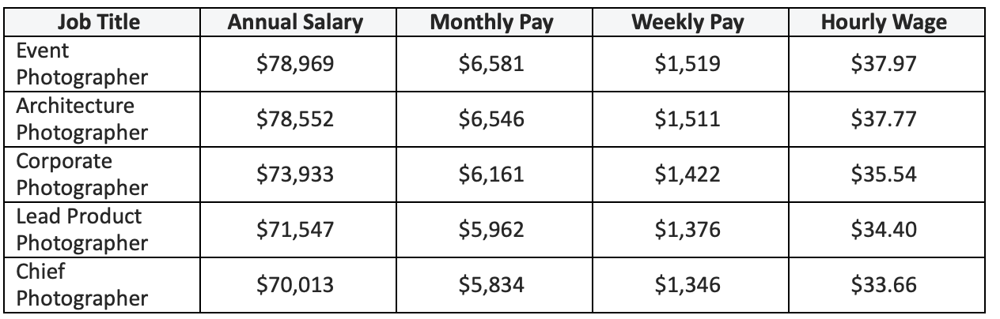 Job Title Annual Salary Monthly Pay Weekly Pay Hourly Wage
Event
Photographer $78,969 $6,581 $1,519 $37.97
Architecture
Photographer $78,552 $6,546 $1,511 $37.77
Corporate
Photographer $73,933 $6,161 $1,422 $35.54
Lead Product
Photographer $71,547 $5,962 $1,376 $34.40
Chief
Photographer $70,013 $5,834 $1,346 $33.66